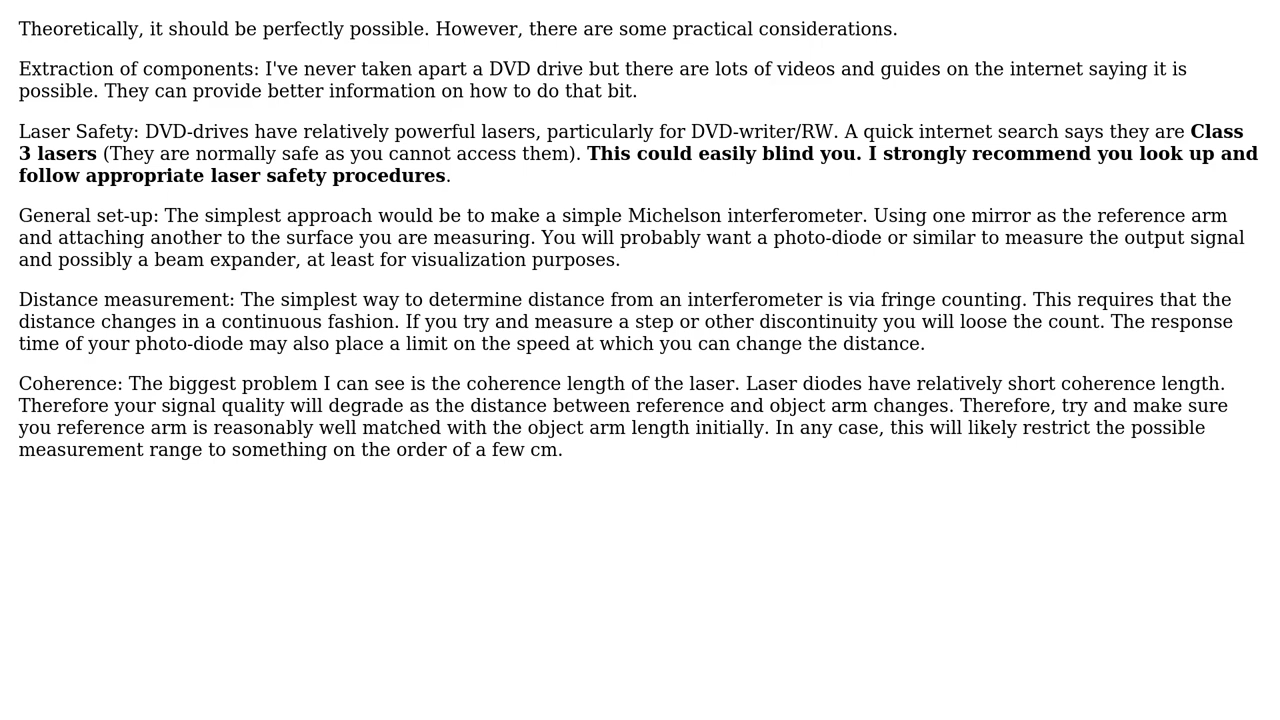 Theoretically, it should be perfectly possible. However, there are some practical considerations.
Extraction of components: I've never taken apart a DVD drive but there are lots of videos and guides on the internet saying it is
possible. They can provide better information on how to do that bit.
Laser Safety: DVD-drives have relatively powerful lasers, particularly for DVD-writer/RW. A quick internet search says they are Class
3 lasers (They are normally safe as you cannot access them). This could easily blind you. I strongly recommend you look up and
follow appropriate laser safety procedures.
General set-up: The simplest approach would be to make a simple Michelson interferometer. Using one mirror as the reference arm
and attaching another to the surface you are measuring. You will probably want a photo-diode or similar to measure the output signal
and possibly a beam expander, at least for visualization purposes.
Distance measurement: The simplest way to determine distance from an interferometer is via fringe counting. This requires that the
distance changes in a continuous fashion. If you try and measure a step or other discontinuity you will loose the count. The response
time of your photo-diode may also place a limit on the speed at which you can change the distance.
Coherence: The biggest problem I can see is the coherence length of the laser. Laser diodes have relatively short coherence length.
Therefore your signal quality will degrade as the distance between reference and object arm changes. Therefore, try and make sure
you reference arm is reasonably well matched with the object arm length initially. In any case, this will likely restrict the possible
measurement range to something on the order of a few cm.